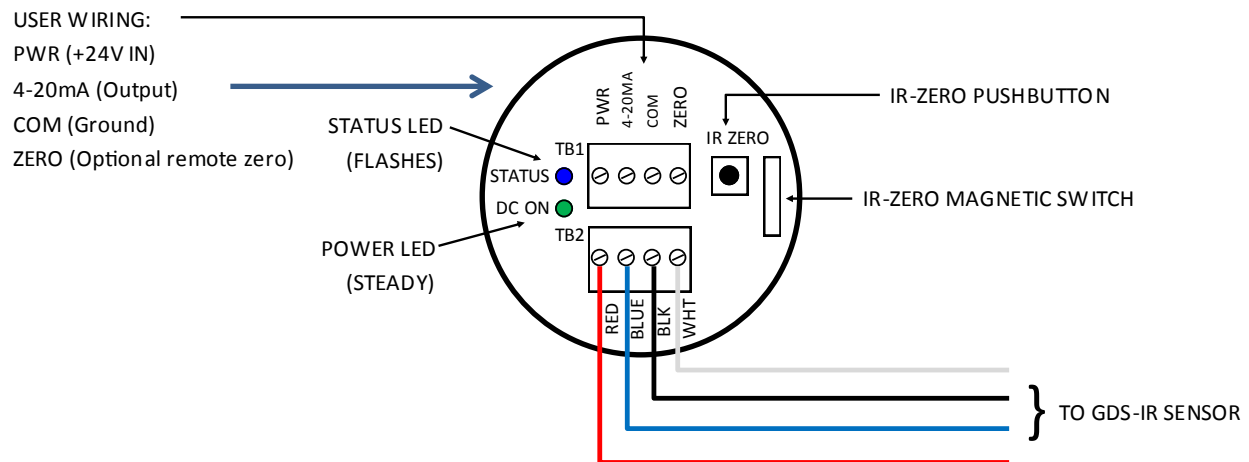 USER WIRING:
PWR (+24V IN)
4-20mA (Output)
COM (Ground)
ZERO (Optional remote zero)
STATUS LED
(FLASHES)
POWER LED
(STEADY)
PWR
4-20MA
COM
ZERO
TB1
STATUS
DC ON
TB2
IR ZERO
RED
BLUE
BLK
WHT
IR-ZERO PUSHBUTTON
IR-ZERO MAGNETIC SWITCH
TO GDS-IR SENSOR